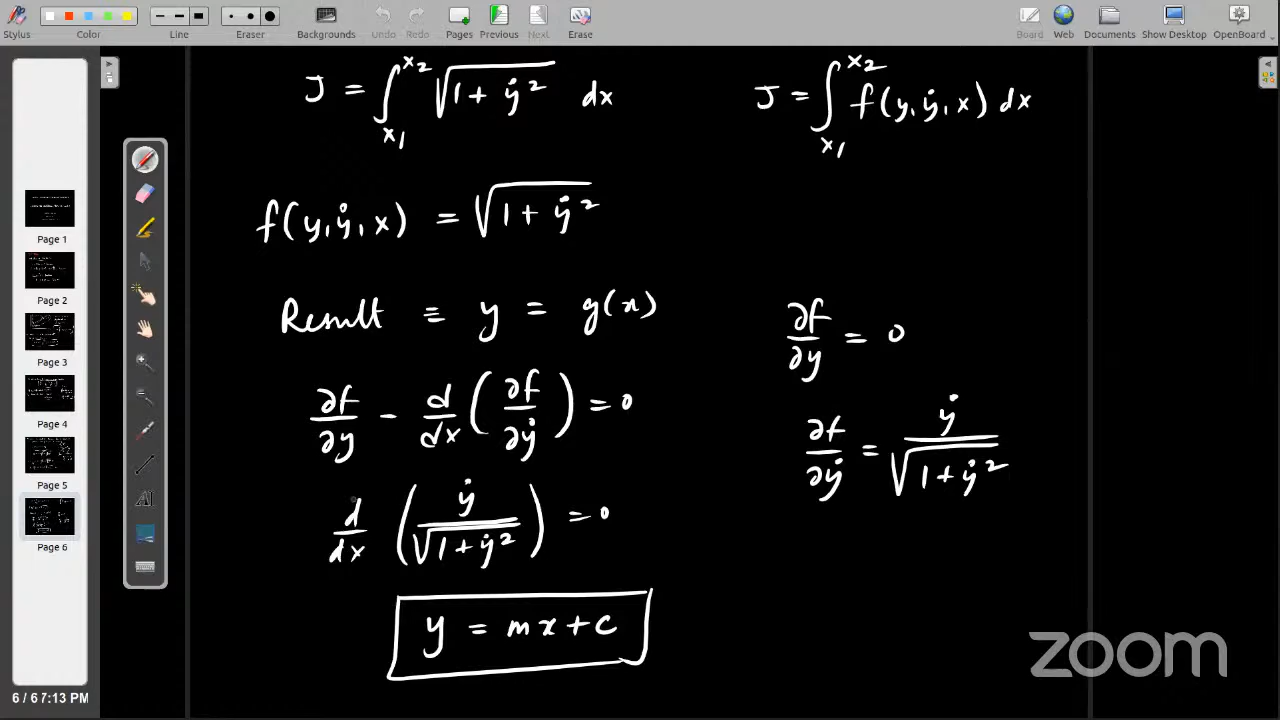 Stylus Color Line Eraser Backgrounds Undo Redo Pages Previous Next Erase Board Web Documents Show Desktop OpenBoard
J = ∫_{x1}^{x2} √(1 + ẏ²) dx
J = ∫_{x1}^{x2} f(y, ẏ, x) dx
f(y, ẏ, x) = √(1 + ẏ²)
Result ≡ y = g(x)
∂f/∂y = 0
∂f/∂y - d/dx (∂f/∂ẏ) = 0
∂f/∂ẏ = ẏ/√(1 + ẏ²)
d/dx (ẏ/√(1 + ẏ²)) = 0
y = mx + c
Page 1
Page 2
Page 3
Page 4
Page 5
Page 6
6 / 6 7:13 PM
zoom